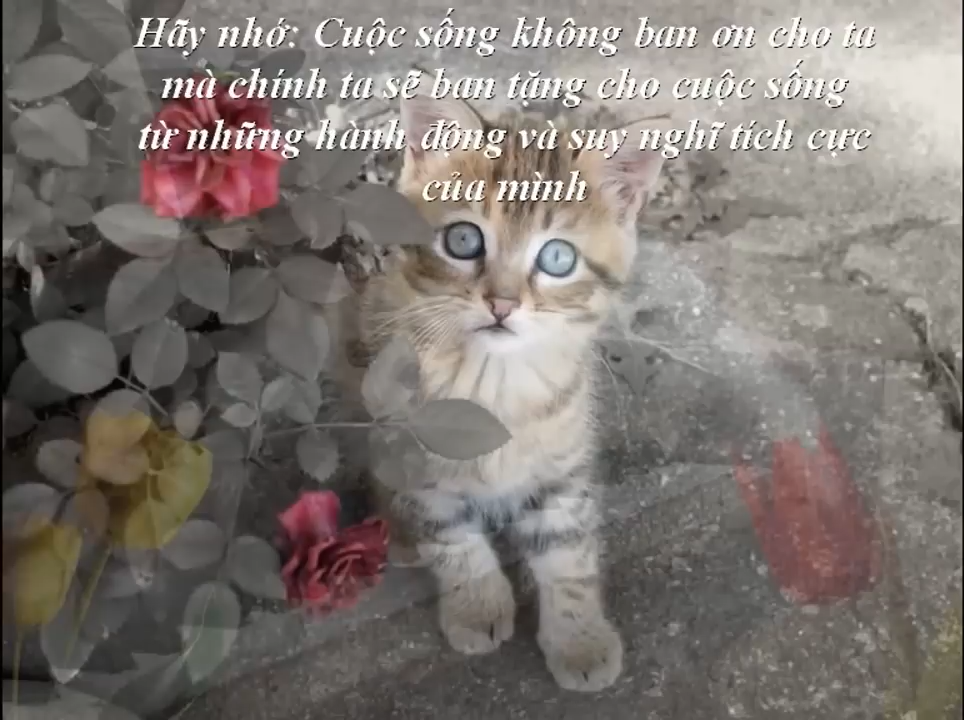 Hãy nhớ: Cuộc sống không ban ơn cho ta
mà chính ta sẽ ban tặng cho cuộc sống
từ những hành động và suy nghĩ tích cực
của mình